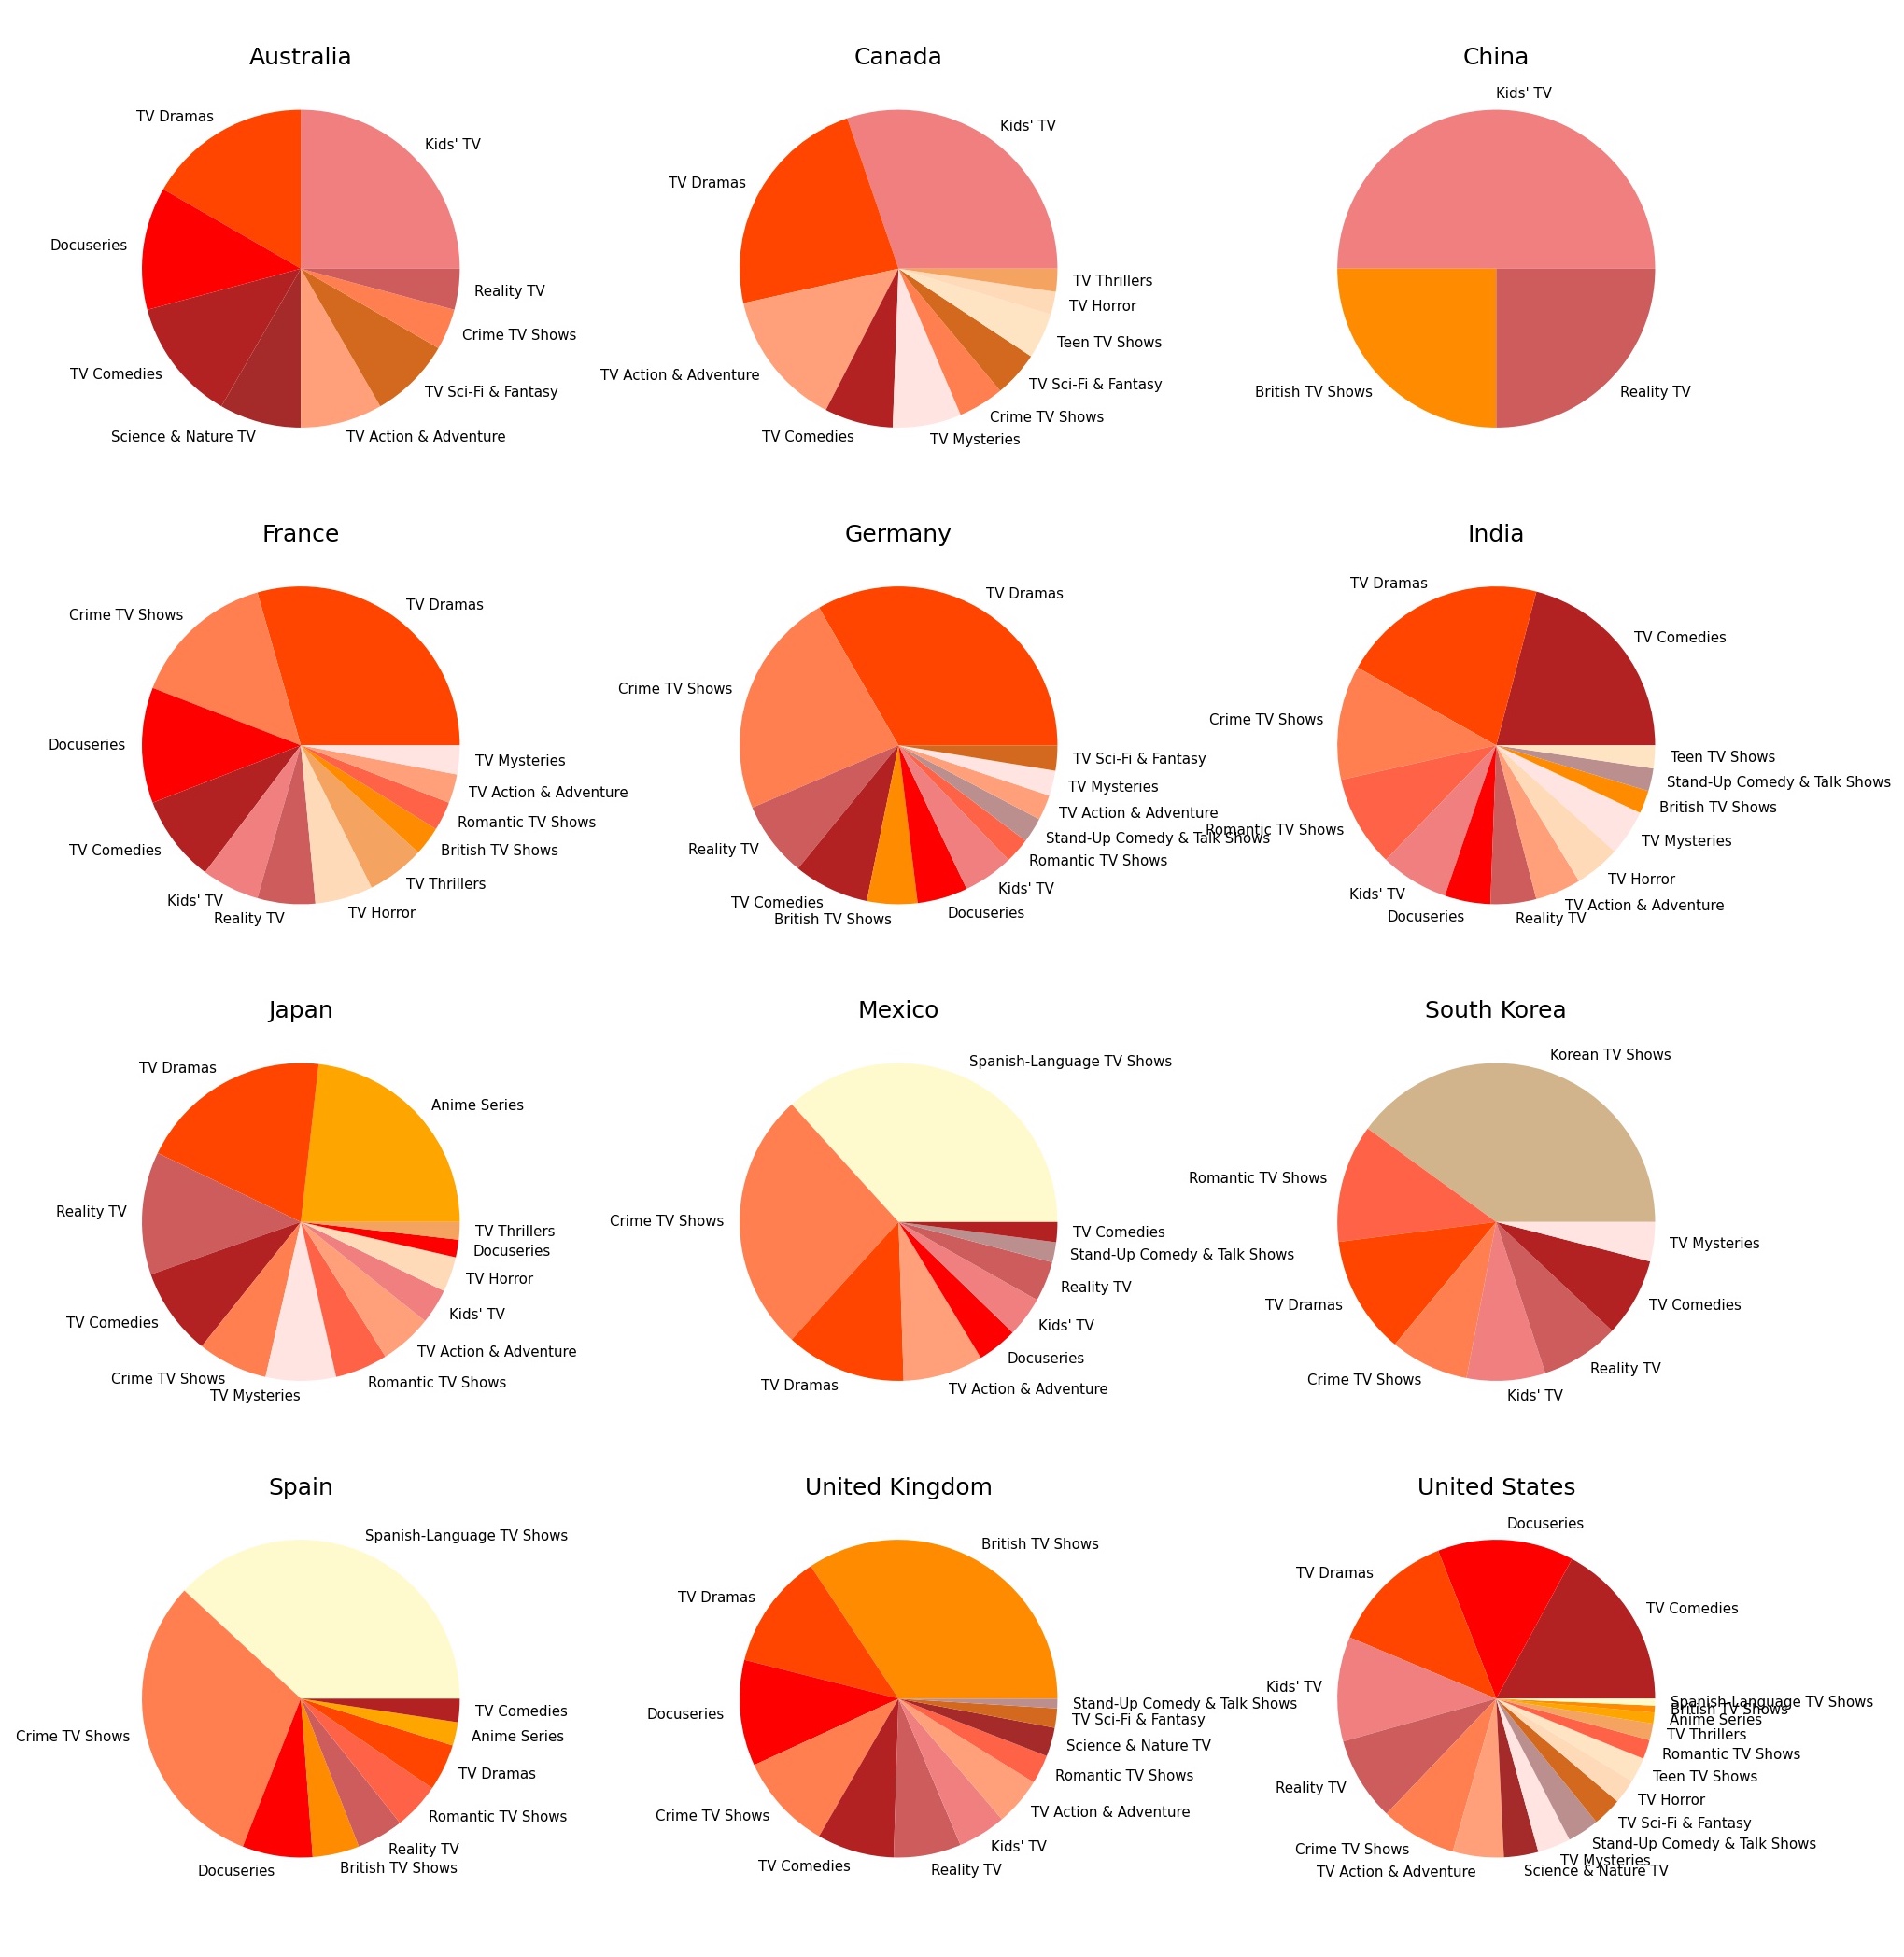 Australia
TV Dramas
Kids' TV
Docuseries
Reality TV
Crime TV Shows
TV Comedies
TV Sci-Fi & Fantasy
Science & Nature TV
TV Action & Adventure
Canada
Kids' TV
TV Dramas
TV Thrillers
TV Horror
Teen TV Shows
TV Action & Adventure
TV Sci-Fi & Fantasy
Crime TV Shows
TV Comedies
TV Mysteries
China
Kids' TV
British TV Shows
Reality TV
France
TV Dramas
Crime TV Shows
Docuseries
TV Mysteries
TV Action & Adventure
Romantic TV Shows
TV Comedies
British TV Shows
TV Thrillers
Kids' TV
Reality TV
TV Horror
Germany
TV Dramas
Crime TV Shows
TV Sci-Fi & Fantasy
TV Mysteries
TV Action & Adventure
Stand-Up Comedy & Talk Shows
Reality TV
Romantic TV Shows
Kids' TV
TV Comedies
British TV Shows
Docuseries
India
TV Dramas
TV Comedies
Crime TV Shows
Teen TV Shows
Stand-Up Comedy & Talk Shows
British TV Shows
Romantic TV Shows
TV Mysteries
TV Horror
Kids' TV
TV Action & Adventure
Docuseries
Reality TV
Japan
TV Dramas
Anime Series
Reality TV
TV Thrillers
Docuseries
TV Horror
Kids' TV
TV Comedies
TV Action & Adventure
Crime TV Shows
Romantic TV Shows
TV Mysteries
Mexico
Spanish-Language TV Shows
Crime TV Shows
TV Comedies
Stand-Up Comedy & Talk Shows
Reality TV
Kids' TV
Docuseries
TV Dramas
TV Action & Adventure
South Korea
Korean TV Shows
Romantic TV Shows
TV Mysteries
TV Dramas
TV Comedies
Reality TV
Crime TV Shows
Kids' TV
Spain
Spanish-Language TV Shows
Crime TV Shows
TV Comedies
Anime Series
TV Dramas
Romantic TV Shows
Reality TV
British TV Shows
Docuseries
United Kingdom
British TV Shows
TV Dramas
Docuseries
Stand-Up Comedy & Talk Shows
TV Sci-Fi & Fantasy
Science & Nature TV
Romantic TV Shows
Crime TV Shows
TV Action & Adventure
Kids' TV
TV Comedies
Reality TV
United States
Docuseries
TV Dramas
TV Comedies
Kids' TV
Spanish-Language TV Shows
British TV Shows
Anime Series
TV Thrillers
Romantic TV Shows
Teen TV Shows
Reality TV
TV Horror
TV Sci-Fi & Fantasy
Stand-Up Comedy & Talk Shows
Crime TV Shows
TV Mysteries
TV Action & Adventure
Science & Nature TV